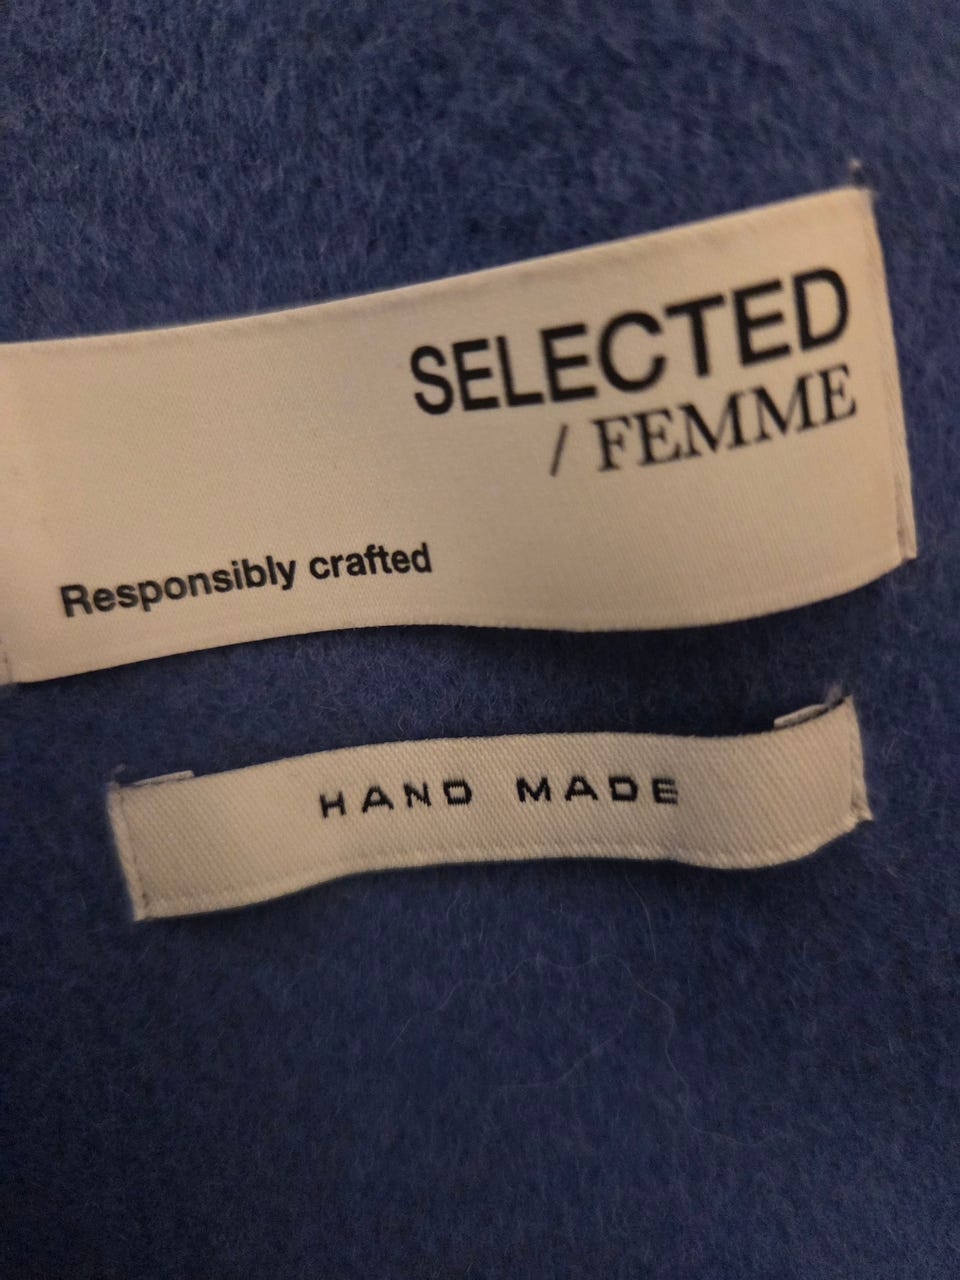 SELECTED
/ FEMME
Responsibly crafted
HAND MADE